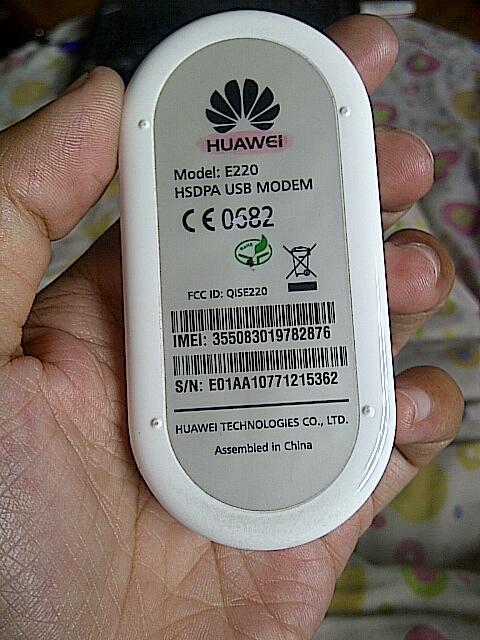 HUAWEI
Model: E220
HSDPA USB MODEM
CE 0682
FCC ID: QISE220
IMEI: 355083019782876
S/N: E01AA10771215362
HUAWEI TECHNOLOGIES CO., LTD.
Assembled in China